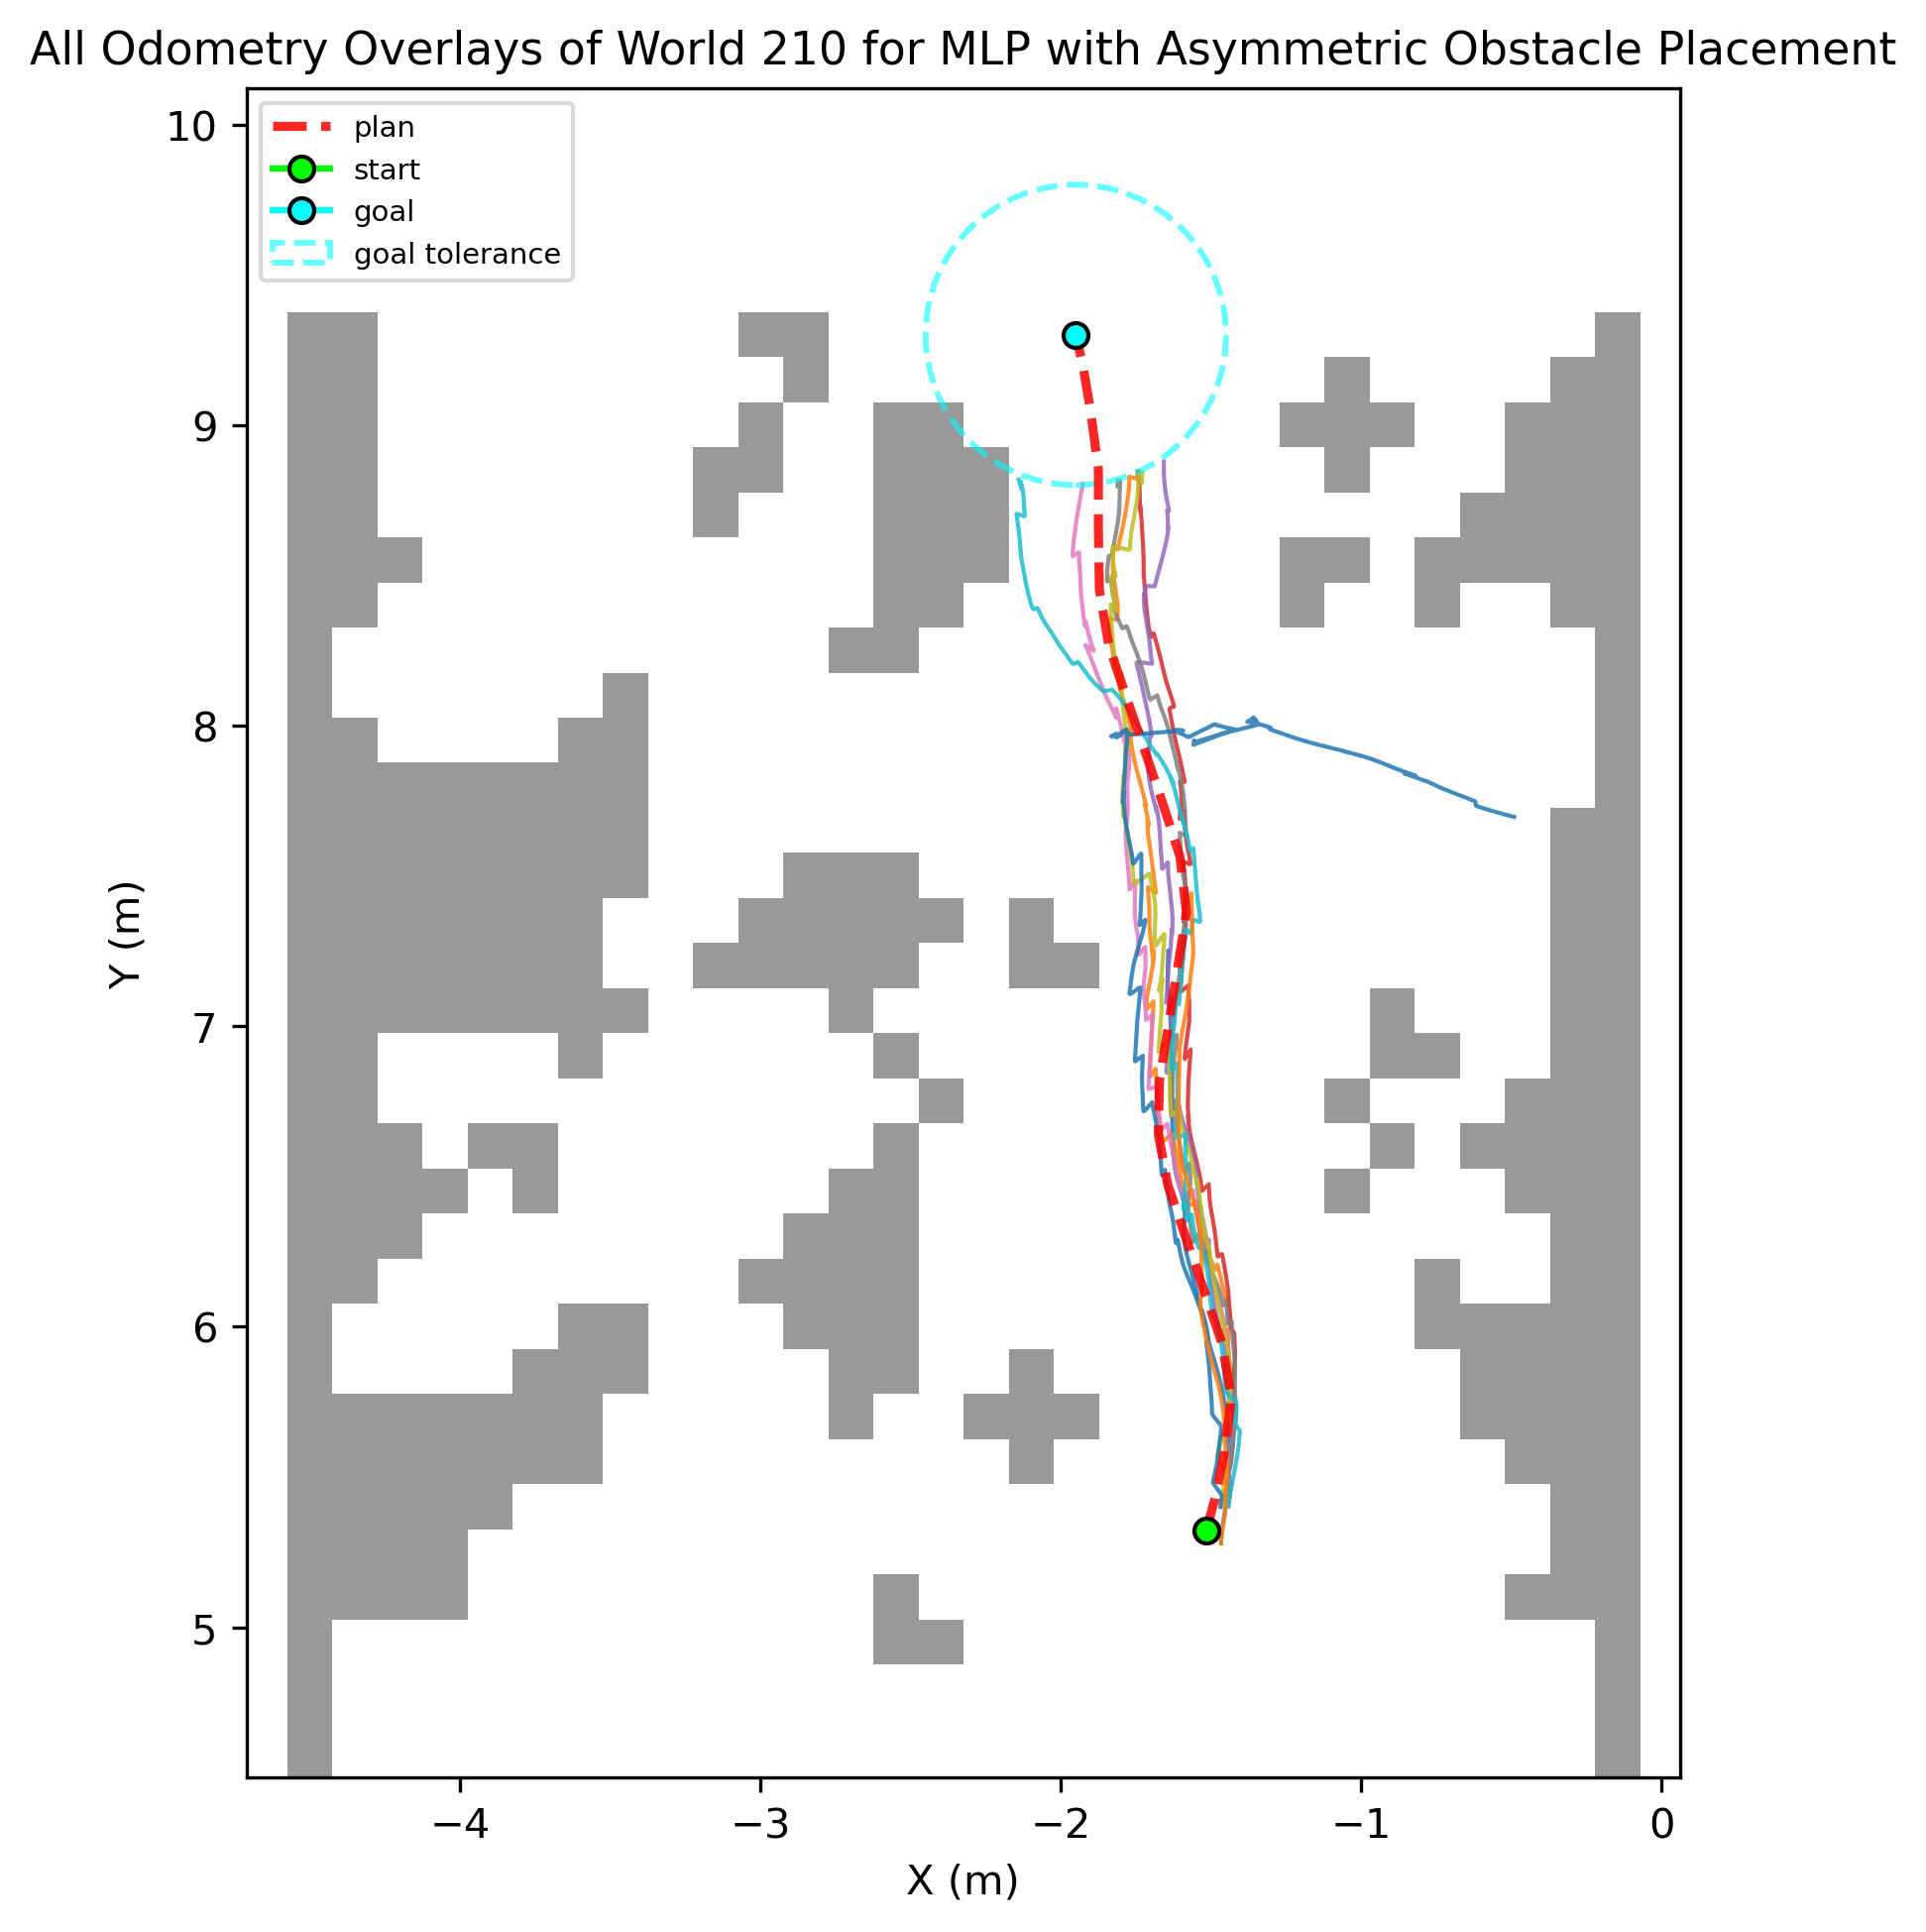 All Odometry Overlays of World 210 for MLP with Asymmetric Obstacle Placement
plan
start
goal
goal tolerance
10
9
8
7
6
5
Y (m)
−4
−3
−2
−1
0
X (m)